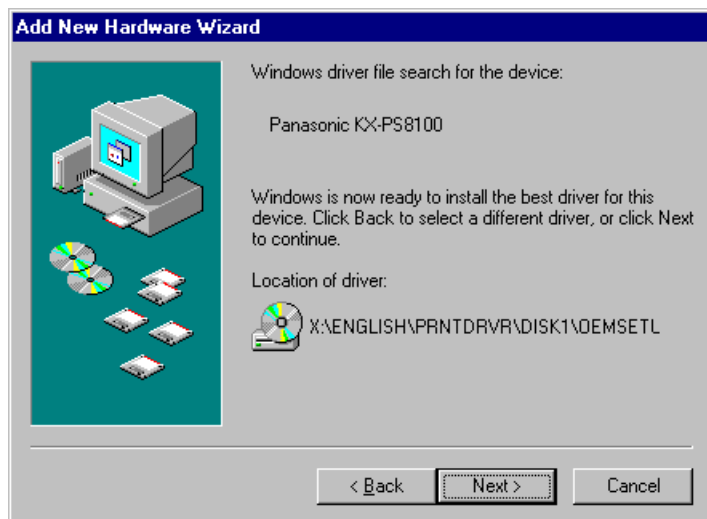 Add New Hardware Wizard
Windows driver file search for the device:
Panasonic KX-PS8100
Windows is now ready to install the best driver for this
device. Click Back to select a different driver, or click Next
to continue.
Location of driver:
X:\ENGLISH\PRNTDRVR\DISK1\OEMSETL
< Back
Next >
Cancel